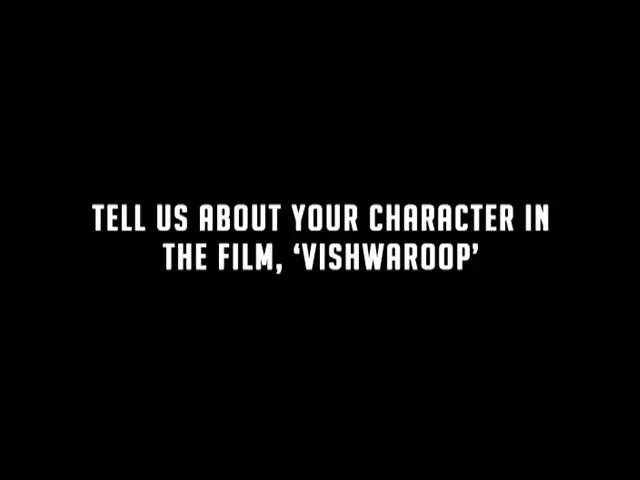 TELL US ABOUT YOUR CHARACTER IN
THE FILM, ‘VISHWAROOP’